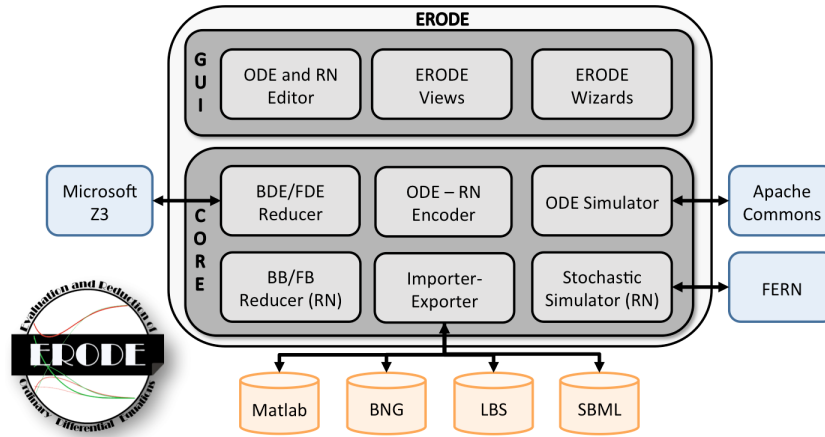 ERODE
GUI
ODE and RN
Editor
ERODE
Views
ERODE
Wizards
CORE
BDE/FDE
Reducer
ODE – RN
Encoder
ODE Simulator
BB/FB
Reducer (RN)
Importer-
Exporter
Stochastic
Simulator (RN)
Microsoft
Z3
Apache
Commons
FERN
Matlab
BNG
LBS
SBML
Evaluation and Reduction of
ERODE
Ordinary Differential Equations